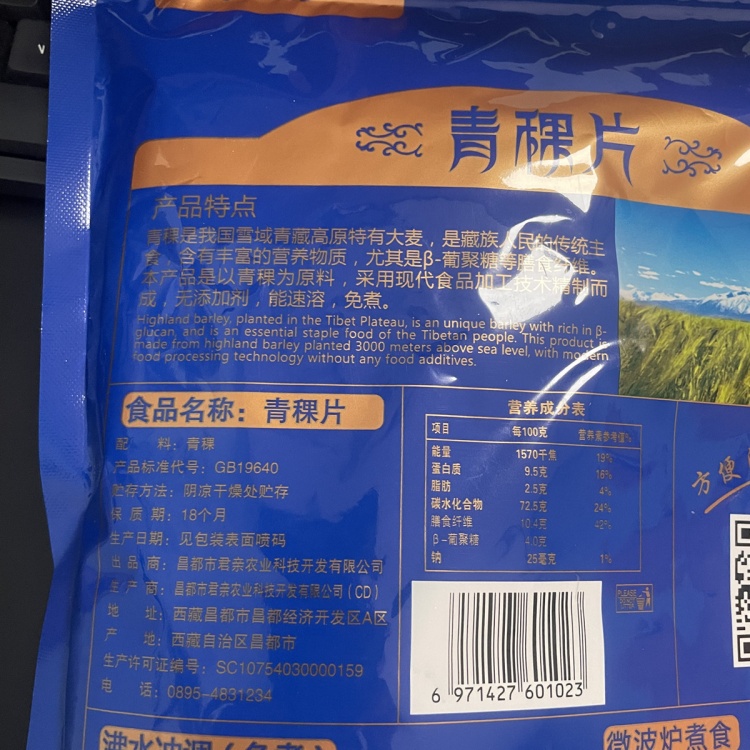 青稞片
产品特点
青稞是我国雪域青藏高原特有大麦，是藏族人民的传统主
食，含有丰富的营养物质，尤其是β-葡聚糖等膳食纤维。
本产品是以青稞为原料，采用现代食品加工技术精制而
成，无添加剂，能速溶，免煮。
Highland barley, planted in the Tibet Plateau, is an unique barley with rich in β-
glucan, and is an essential staple food of the Tibetan people. This product is
made from highland barley planted 3000 meters above sea level, with modern
food processing technology without any food additives.
食品名称：青稞片
配 料：青稞
产品标准代号：GB19640
贮存方法：阴凉干燥处贮存
保 质 期：18个月
生产日期：见包装表面喷码
出 品 商：昌都市君亲农业科技开发有限公司
生 产 商：昌都市君亲农业科技开发有限公司（CD）
地 址：西藏昌都市昌都经济开发区A区
产 地：西藏自治区昌都市
生产许可证编号：SC10754030000159
电 话：0895-4831234
营养成分表
项目 每100克 营养素参考值%
能量 1570千焦 19%
蛋白质 9.5克 16%
脂肪 2.5克 4%
碳水化合物 72.5克 24%
膳食纤维 10.4克 42%
β-葡聚糖 4.0克
钠 25毫克 1%
6 971427 601023
方便
沸水冲调（免煮）
微波炉煮食